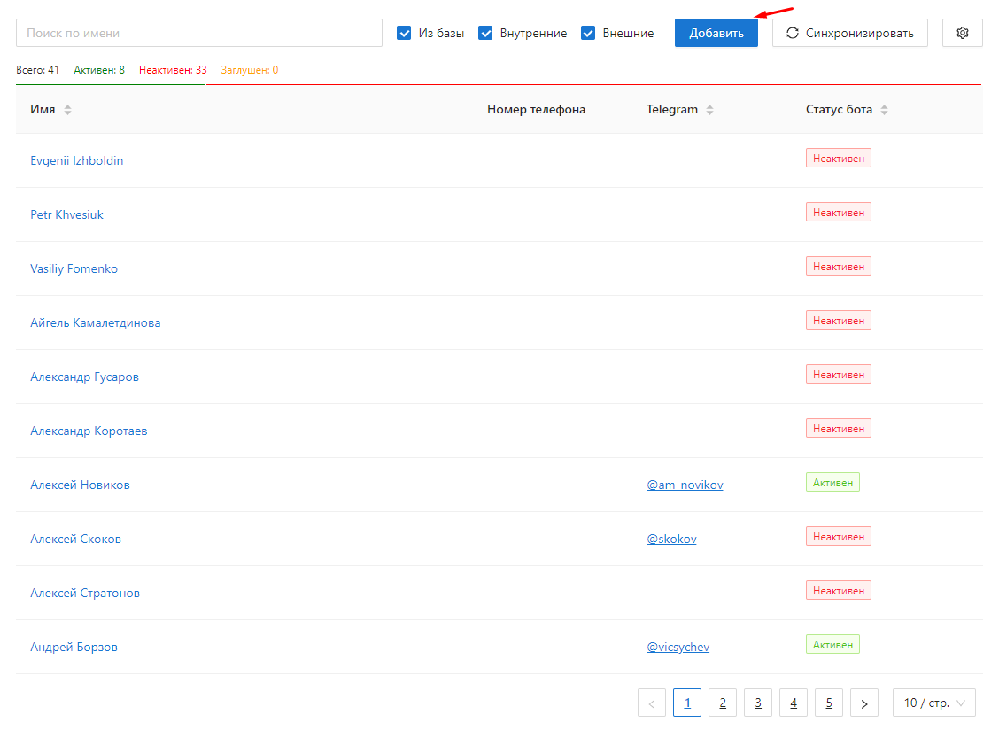 Поиск по имени Из базы Внутренние Внешние Добавить Синхронизировать
Всего: 41 Активен: 8 Неактивен: 33 Заглушен: 0
Имя Номер телефона Telegram Статус бота
Evgenii Izhboldin Неактивен
Petr Khvesiuk Неактивен
Vasiliy Fomenko Неактивен
Айгель Камалетдинова Неактивен
Александр Гусаров Неактивен
Александр Коротаев Неактивен
Алексей Новиков @am_novikov Активен
Алексей Скоков @skokov Неактивен
Алексей Стратонов Неактивен
Андрей Борзов @vicsychev Активен
< 1 2 3 4 5 > 10 / стр.